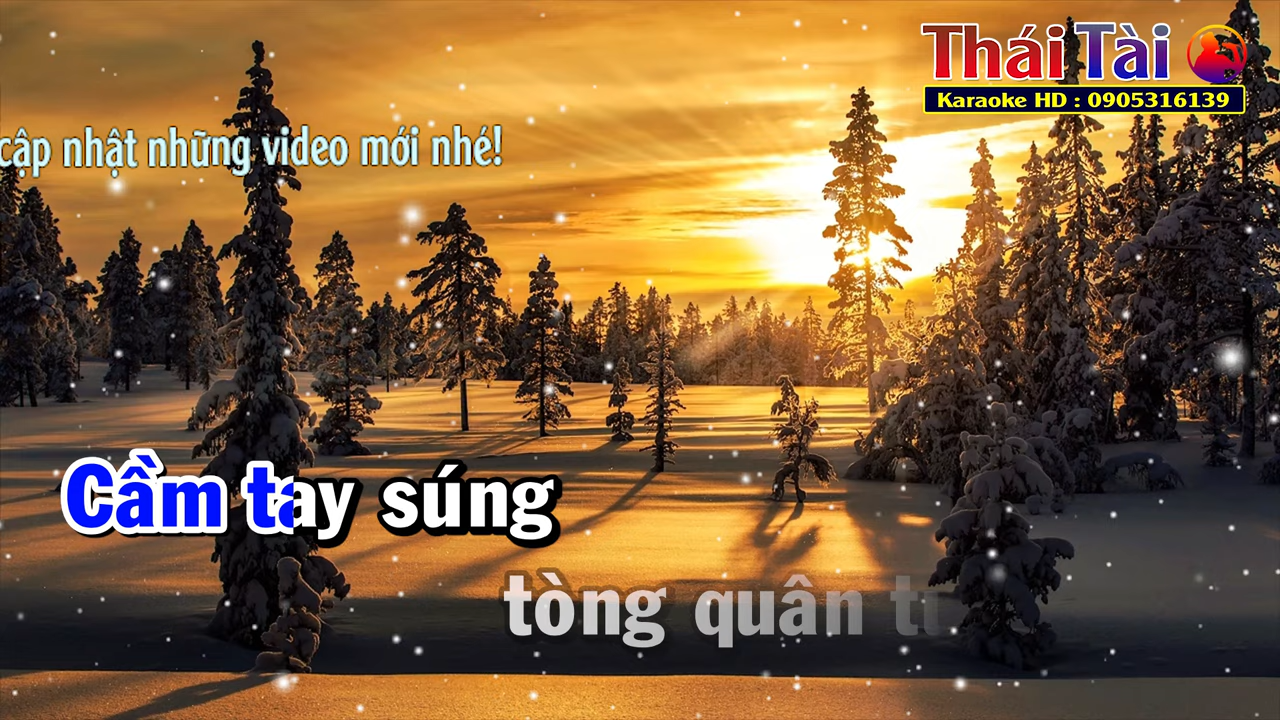 Thái Tài
Karaoke HD : 0905316139
cập nhật những video mới nhé!
Cầm tay súng
tòng quân